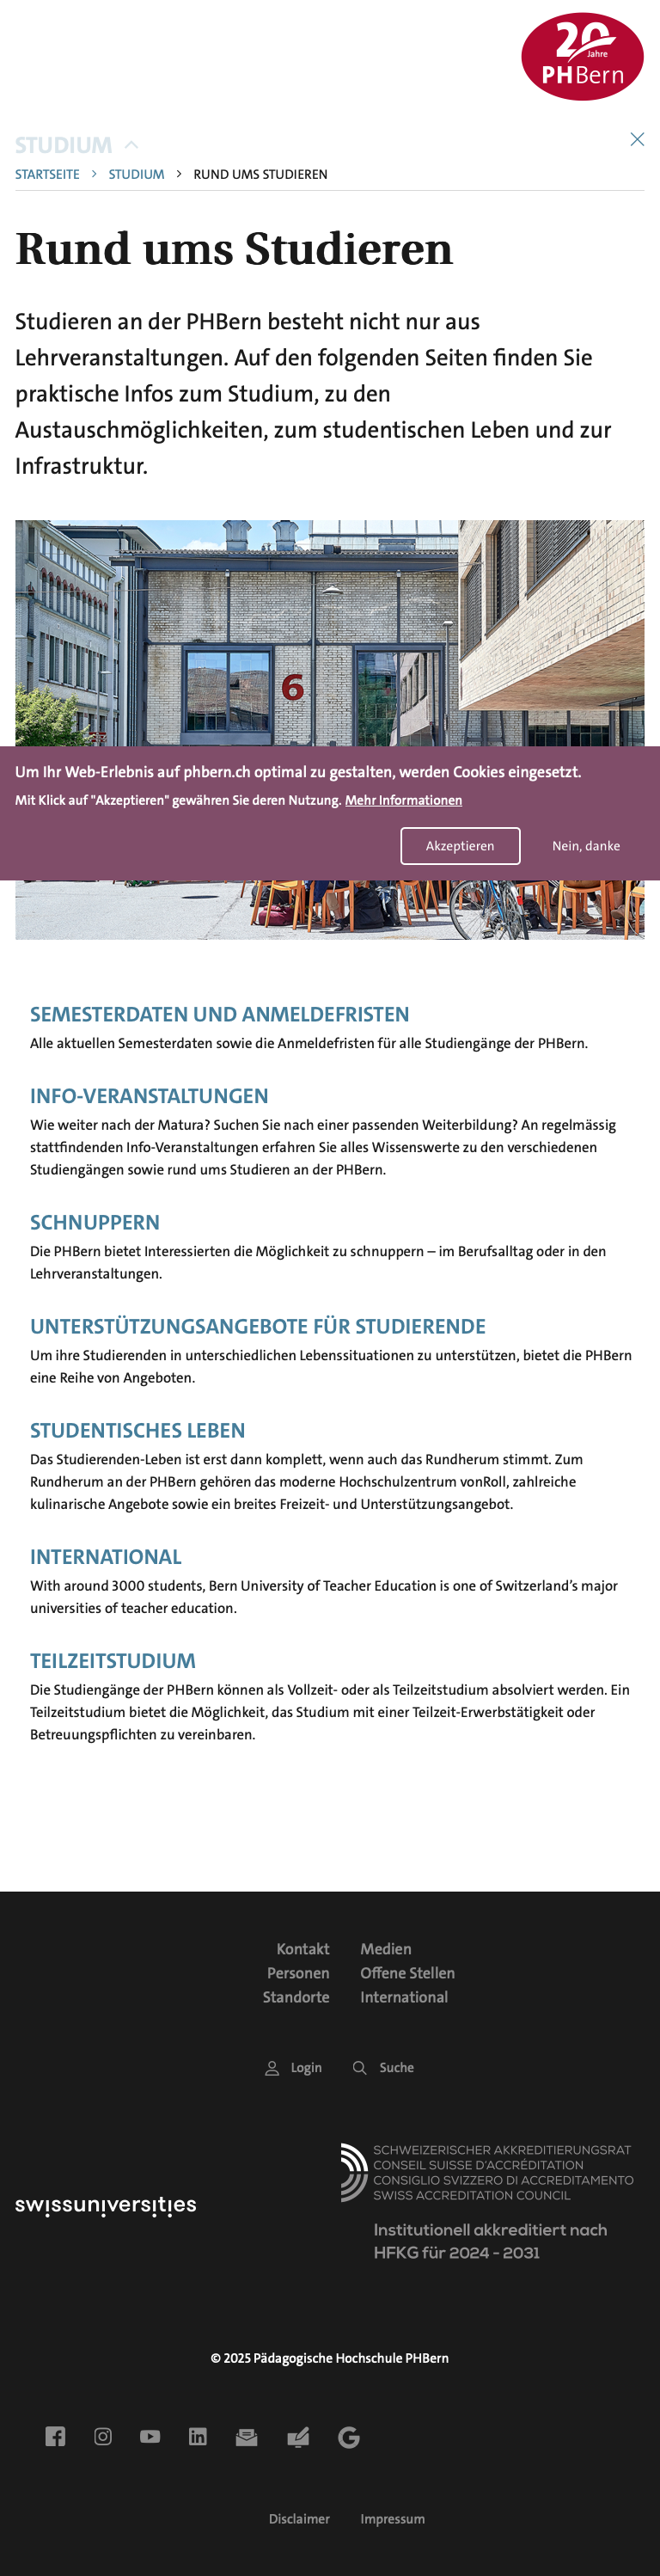 20
Jahre
PHBern
STUDIUM
STARTSEITE > STUDIUM > RUND UMS STUDIEREN
Rund ums Studieren
Studieren an der PHBern besteht nicht nur aus
Lehrveranstaltungen. Auf den folgenden Seiten finden Sie
praktische Infos zum Studium, zu den
Austauschmöglichkeiten, zum studentischen Leben und zur
Infrastruktur.
6
Um Ihr Web-Erlebnis auf phbern.ch optimal zu gestalten, werden Cookies eingesetzt.
Mit Klick auf "Akzeptieren" gewähren Sie deren Nutzung. Mehr Informationen
Akzeptieren Nein, danke
SEMESTERDATEN UND ANMELDEFRISTEN
Alle aktuellen Semesterdaten sowie die Anmeldefristen für alle Studiengänge der PHBern.
INFO-VERANSTALTUNGEN
Wie weiter nach der Matura? Suchen Sie nach einer passenden Weiterbildung? An regelmässig
stattfindenden Info-Veranstaltungen erfahren Sie alles Wissenswerte zu den verschiedenen
Studiengängen sowie rund ums Studieren an der PHBern.
SCHNUPPERN
Die PHBern bietet Interessierten die Möglichkeit zu schnuppern – im Berufsalltag oder in den
Lehrveranstaltungen.
UNTERSTÜTZUNGSANGEBOTE FÜR STUDIERENDE
Um ihre Studierenden in unterschiedlichen Lebenssituationen zu unterstützen, bietet die PHBern
eine Reihe von Angeboten.
STUDENTISCHES LEBEN
Das Studierenden-Leben ist erst dann komplett, wenn auch das Rundherum stimmt. Zum
Rundherum an der PHBern gehören das moderne Hochschulzentrum vonRoll, zahlreiche
kulinarische Angebote sowie ein breites Freizeit- und Unterstützungsangebot.
INTERNATIONAL
With around 3000 students, Bern University of Teacher Education is one of Switzerland’s major
universities of teacher education.
TEILZEITSTUDIUM
Die Studiengänge der PHBern können als Vollzeit- oder als Teilzeitstudium absolviert werden. Ein
Teilzeitstudium bietet die Möglichkeit, das Studium mit einer Teilzeit-Erwerbstätigkeit oder
Betreuungspflichten zu vereinbaren.
Kontakt Medien
Personen Offene Stellen
Standorte International
Login Suche
SCHWEIZERISCHER AKKREDITIERUNGSRAT
CONSEIL SUISSE D’ACCRÉDITATION
CONSIGLIO SVIZZERO DI ACCREDITAMENTO
SWISS ACCREDITATION COUNCIL
swissuniversities
Institutionell akkreditiert nach
HFKG für 2024 - 2031
© 2025 Pädagogische Hochschule PHBern
Disclaimer Impressum